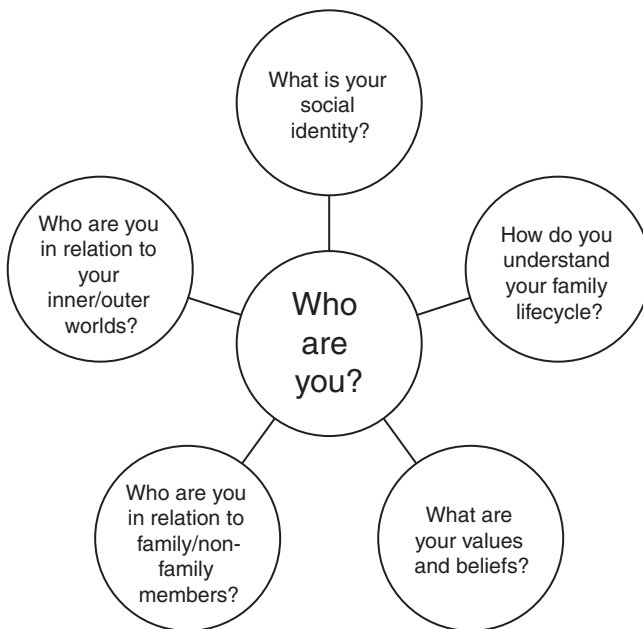 What is your
social
identity?
Who are you
in relation to
your
inner/outer
worlds?
How do you
understand
your family
lifecycle?
Who
are
you?
Who are you
in relation to
family/non-
family
members?
What are
your values
and beliefs?